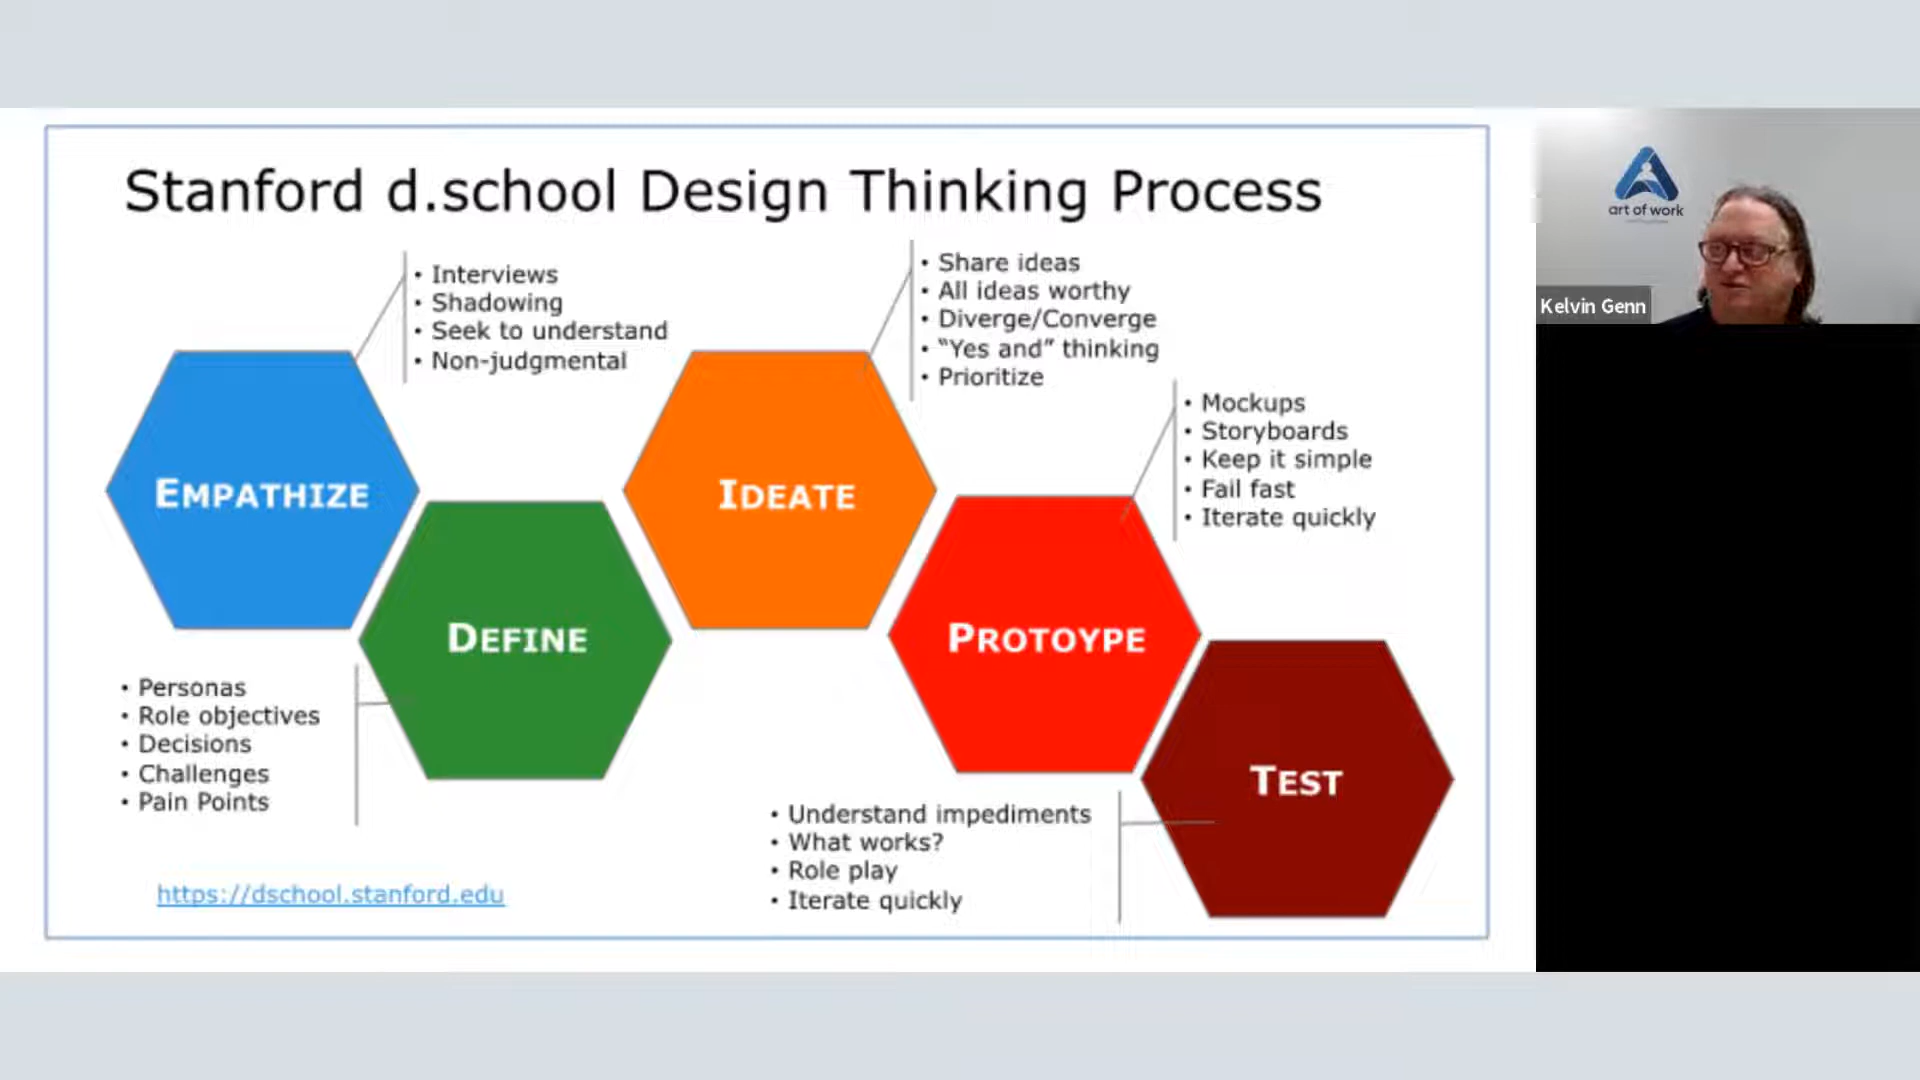 Stanford d.school Design Thinking Process
• Interviews
• Shadowing
• Seek to understand
• Non-judgmental
• Share ideas
• All ideas worthy
• Diverge/Converge
• “Yes and” thinking
• Prioritize
• Mockups
• Storyboards
• Keep it simple
• Fail fast
• Iterate quickly
EMPATHIZE
IDEATE
DEFINE
PROTOYPE
TEST
• Personas
• Role objectives
• Decisions
• Challenges
• Pain Points
• Understand impediments
• What works?
• Role play
• Iterate quickly
https://dschool.stanford.edu
art of work
Kelvin Genn